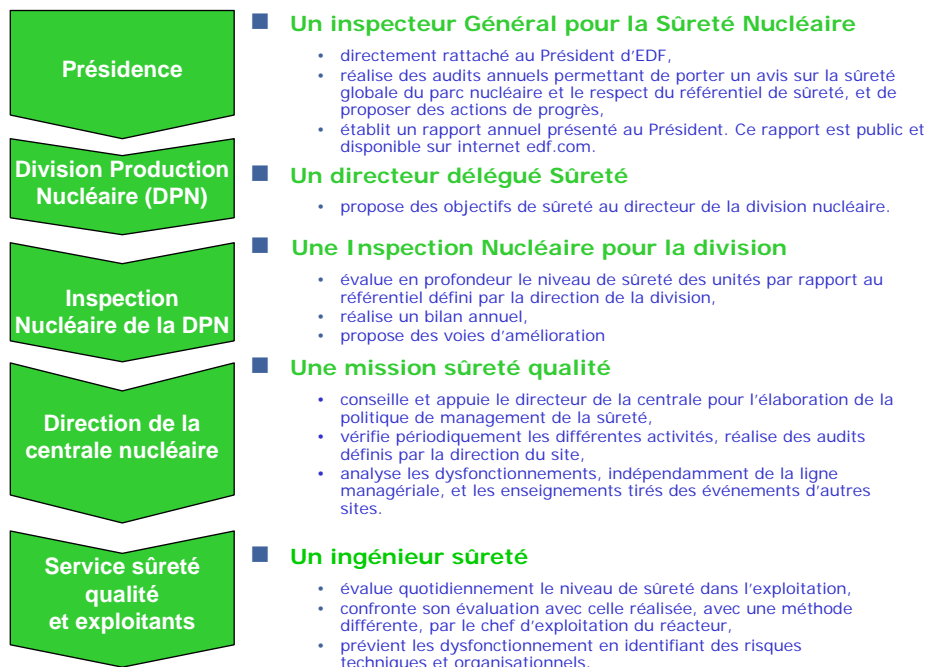 Présidence
Un inspecteur Général pour la Sûreté Nucléaire
• directement rattaché au Président d'EDF,
• réalise des audits annuels permettant de porter un avis sur la sûreté
globale du parc nucléaire et le respect du référentiel de sûreté, et de
proposer des actions de progrès,
• établit un rapport annuel présenté au Président. Ce rapport est public et
disponible sur internet edf.com.
Division Production
Nucléaire (DPN)
Un directeur délégué Sûreté
• propose des objectifs de sûreté au directeur de la division nucléaire.
Inspection
Nucléaire de la DPN
Une Inspection Nucléaire pour la division
• évalue en profondeur le niveau de sûreté des unités par rapport au
référentiel défini par la direction de la division,
• réalise un bilan annuel,
• propose des voies d'amélioration
Direction de la
centrale nucléaire
Une mission sûreté qualité
• conseille et appuie le directeur de la centrale pour l'élaboration de la
politique de management de la sûreté,
• vérifie périodiquement les différentes activités, réalise des audits
définis par la direction du site,
• analyse les dysfonctionnements, indépendamment de la ligne
managériale, et les enseignements tirés des événements d'autres
sites.
Service sûreté
qualité
et exploitants
Un ingénieur sûreté
• évalue quotidiennement le niveau de sûreté dans l'exploitation,
• confronte son évaluation avec celle réalisée, avec une méthode
différente, par le chef d'exploitation du réacteur,
• prévient les dysfonctionnement en identifiant des risques
techniques et organisationnels.